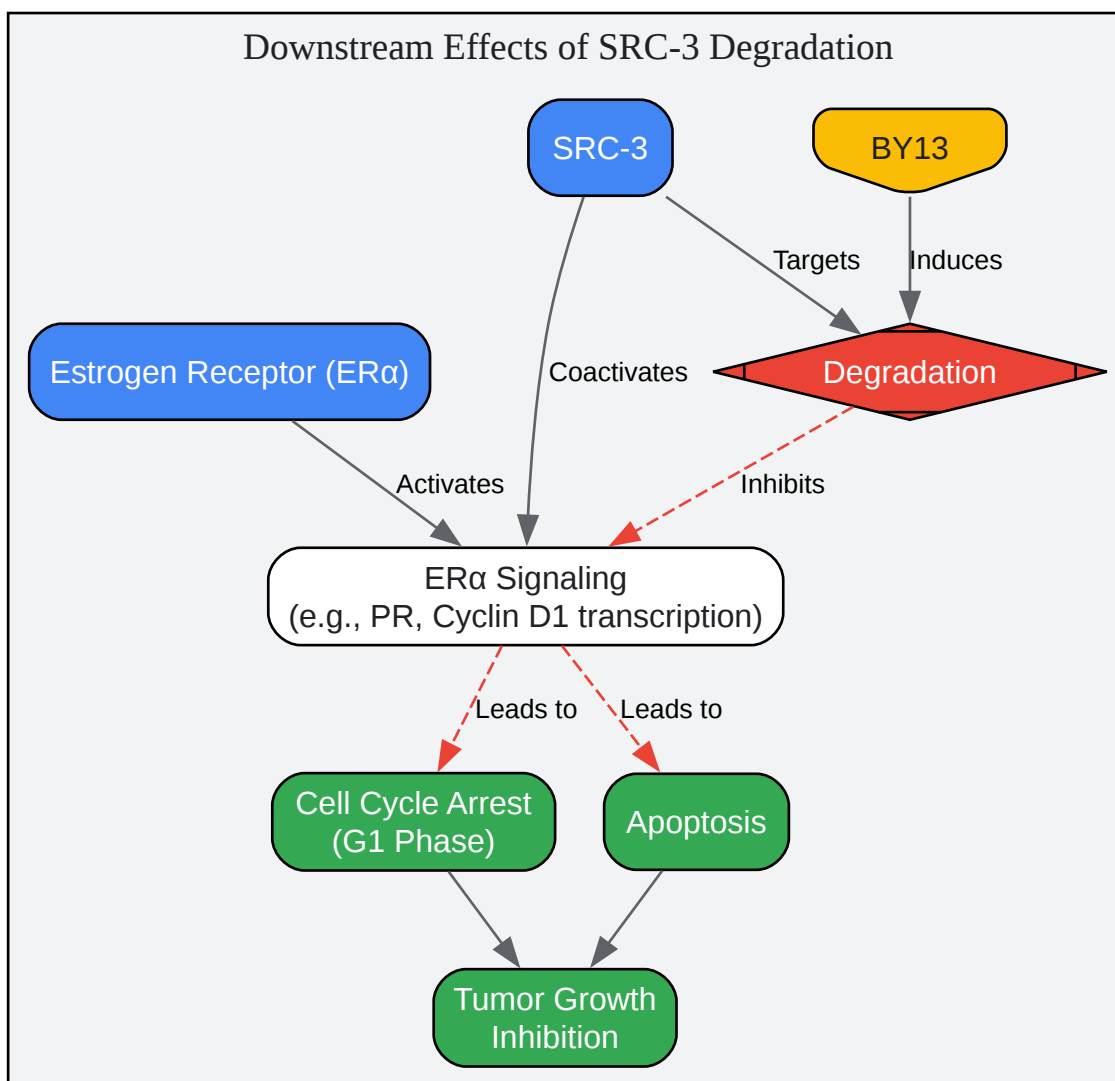 Downstream Effects of SRC-3 Degradation
SRC-3
BY13
Targets
Induces
Estrogen Receptor (ERα)
Coactivates
Degradation
Activates
Inhibits
ERα Signaling
(e.g., PR, Cyclin D1 transcription)
Leads to
Leads to
Cell Cycle Arrest
(G1 Phase)
Apoptosis
Tumor Growth
Inhibition